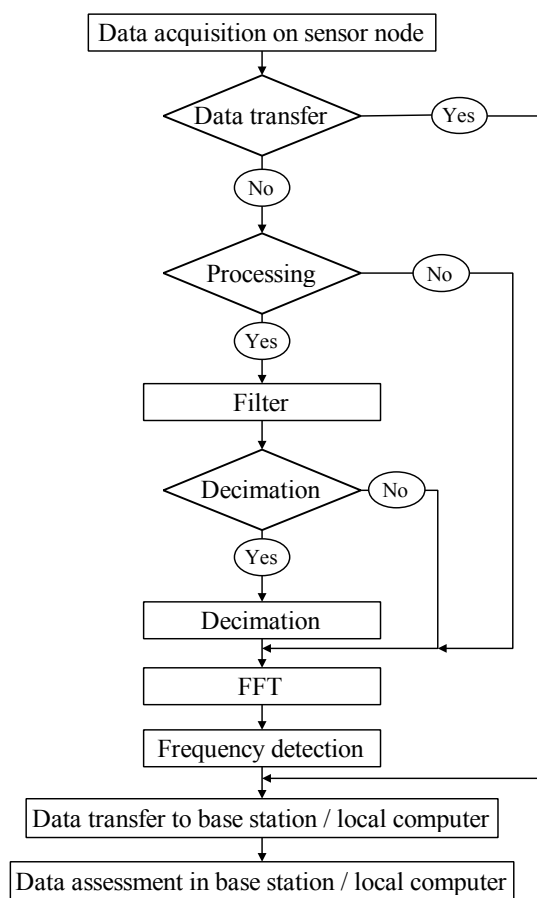 Data acquisition on sensor node
Data transfer
Yes
No
Processing
No
Yes
Filter
Decimation
No
Yes
Decimation
FFT
Frequency detection
Data transfer to base station / local computer
Data assessment in base station / local computer